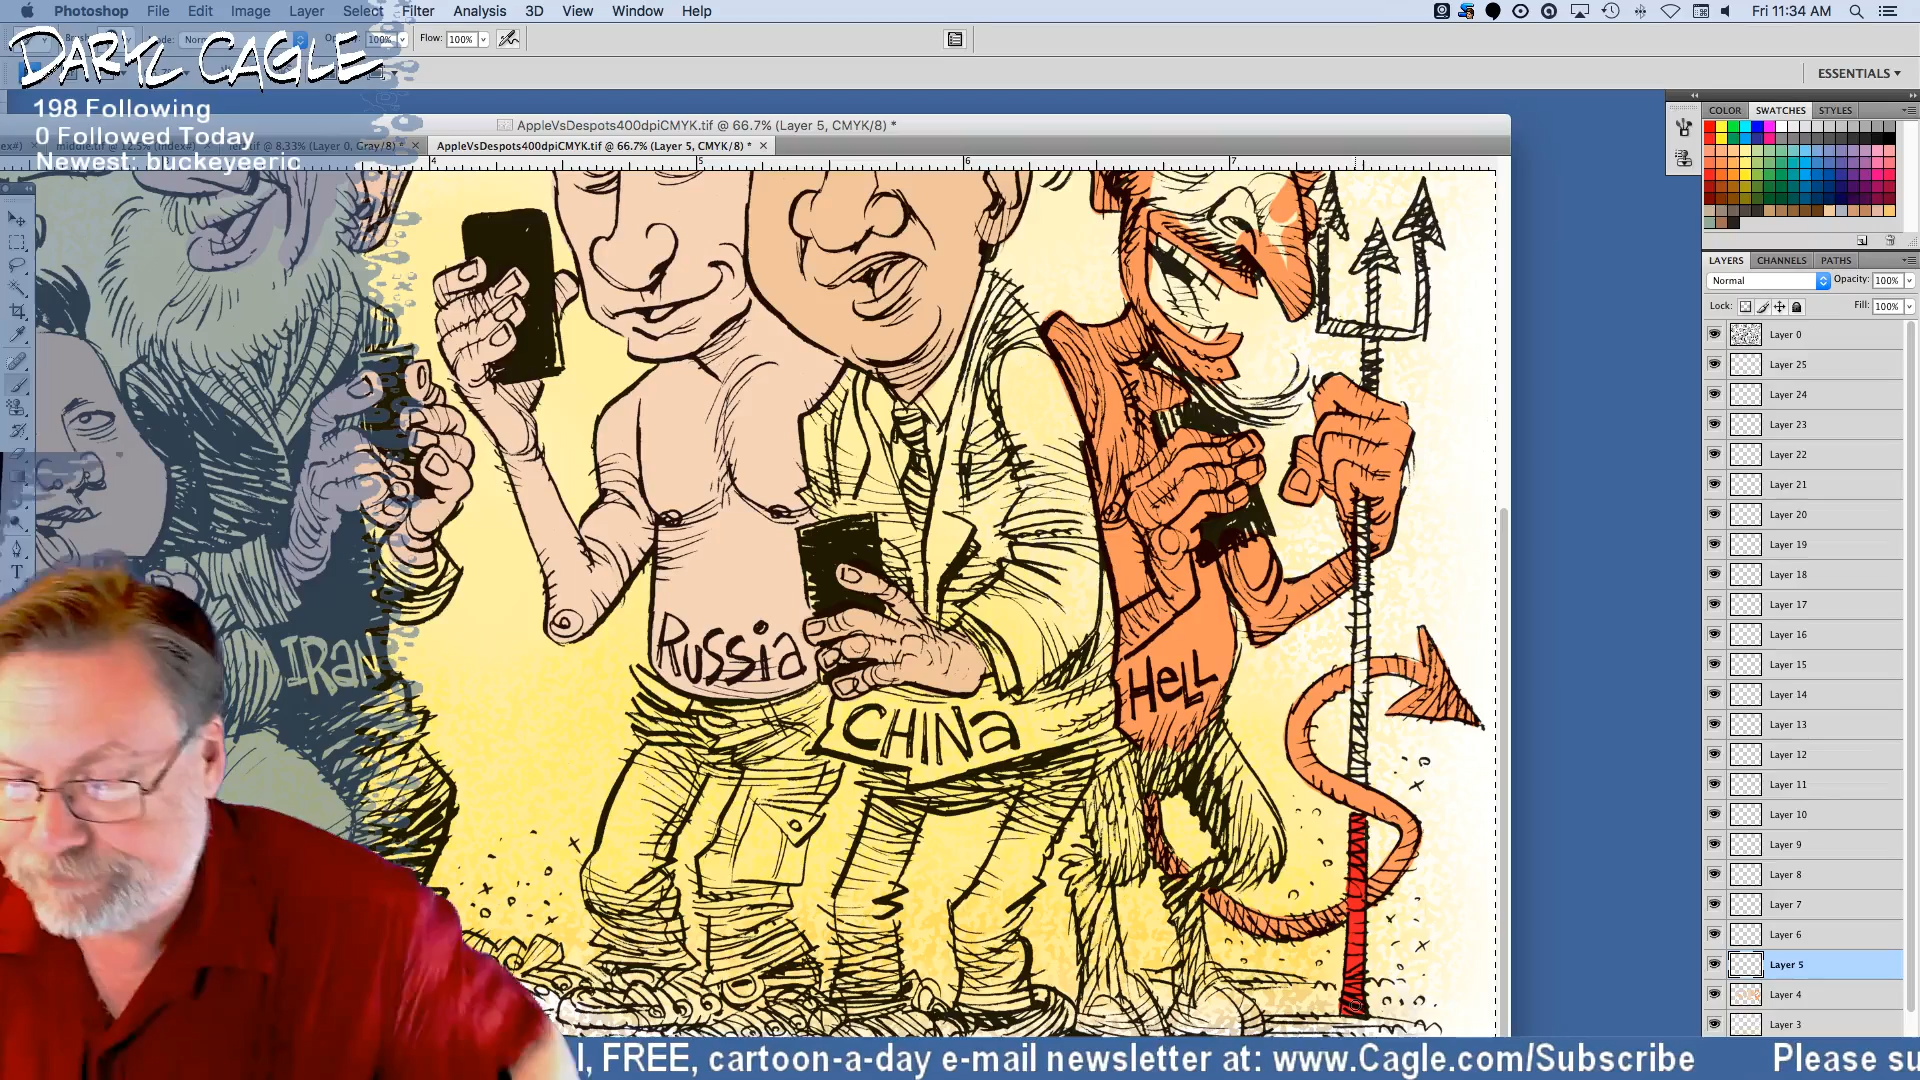 Photoshop File Edit Image Layer Select Filter Analysis 3D View Window Help Fri 11:34 AM
Flow: 100%
DARYL CAGLE
ESSENTIALS
198 Following
0 Followed Today
Newest: buckeyeeric
AppleVsDespots400dpiCMYK.tif @ 66.7% (Layer 5, CMYK/8) *
AppleVsDespots400dpiCMYK.tif @ 66.7% (Layer 5, CMYK/8) *
4 5 6 7
COLOR SWATCHES STYLES
LAYERS CHANNELS PATHS
Normal Opacity: 100%
Lock: Fill: 100%
Layer 0
Layer 25
Layer 24
Layer 23
Layer 22
Layer 21
Layer 20
Layer 19
Layer 18
Layer 17
Layer 16
Layer 15
Layer 14
Layer 13
Layer 12
Layer 11
Layer 10
Layer 9
Layer 8
Layer 7
Layer 6
Layer 5
Layer 4
Layer 3
IRaN
RuSSia
CHINa
HeLL
l, FREE, cartoon-a-day e-mail newsletter at: www.Cagle.com/Subscribe Please su